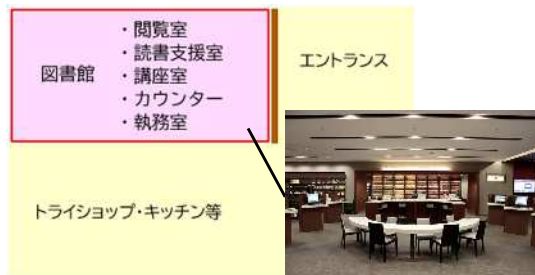 図書館
・閲覧室
・読書支援室
・講座室
・カウンター
・執務室
エントランス
トライショップ・キッチン等